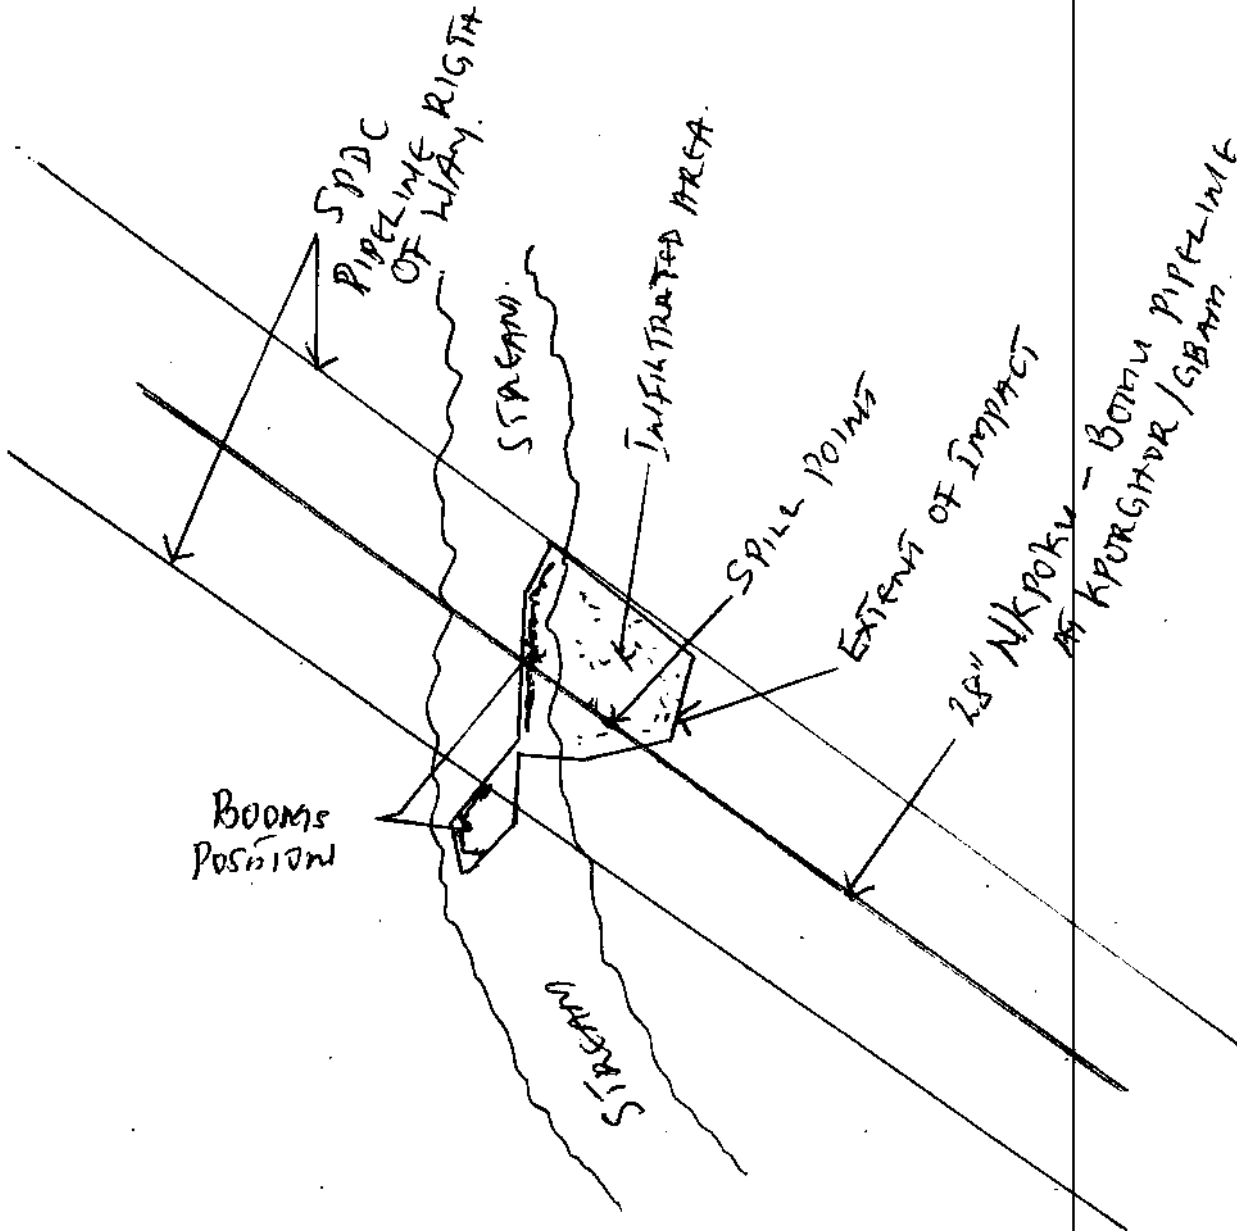 SPDC
PIPELINE RIGTH
OF WAY.
STREAM.
INFILTRATED AREA.
SPILL POINT
EXTENT OF IMPACT
28" NKPOKU - BOMU PIPELINE
AT KPORGHOR / GBAM.
BOOMS
POSITION
STREAM